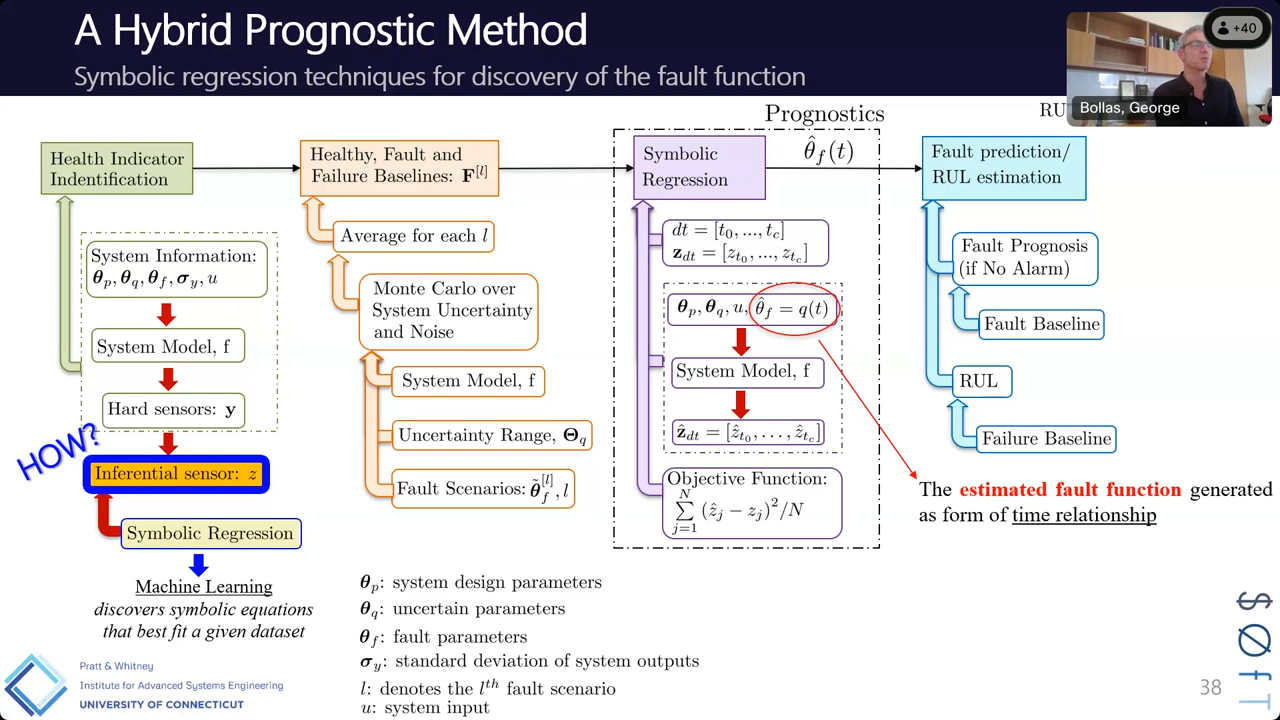 A Hybrid Prognostic Method
Symbolic regression techniques for discovery of the fault function
+40
Bollas, George
Prognostics
RU
Health Indicator
Indentification
Healthy, Fault and
Failure Baselines: F^[l]
Symbolic
Regression
θ̂_f(t)
Fault prediction/
RUL estimation
System Information:
θ_p, θ_q, θ_f, σ_y, u
System Model, f
Hard sensors: y
HOW?
Inferential sensor: z
Symbolic Regression
Machine Learning
discovers symbolic equations
that best fit a given dataset
Average for each l
Monte Carlo over
System Uncertainty
and Noise
System Model, f
Uncertainty Range, Θ_q
Fault Scenarios: θ̃_f^[l], l
dt = [t_0, ..., t_c]
z_dt = [z_t_0, ..., z_t_c]
θ_p, θ_q, u, θ̂_f = q(t)
System Model, f
ẑ_dt = [ẑ_t_0, ..., ẑ_t_c]
Objective Function:
∑_{j=1}^{N} (ẑ_j − z_j)²/N
Fault Prognosis
(if No Alarm)
Fault Baseline
RUL
Failure Baseline
The estimated fault function generated
as form of time relationship
θ_p: system design parameters
θ_q: uncertain parameters
θ_f: fault parameters
σ_y: standard deviation of system outputs
l: denotes the l^th fault scenario
u: system input
Pratt & Whitney
Institute for Advanced Systems Engineering
UNIVERSITY OF CONNECTICUT
38